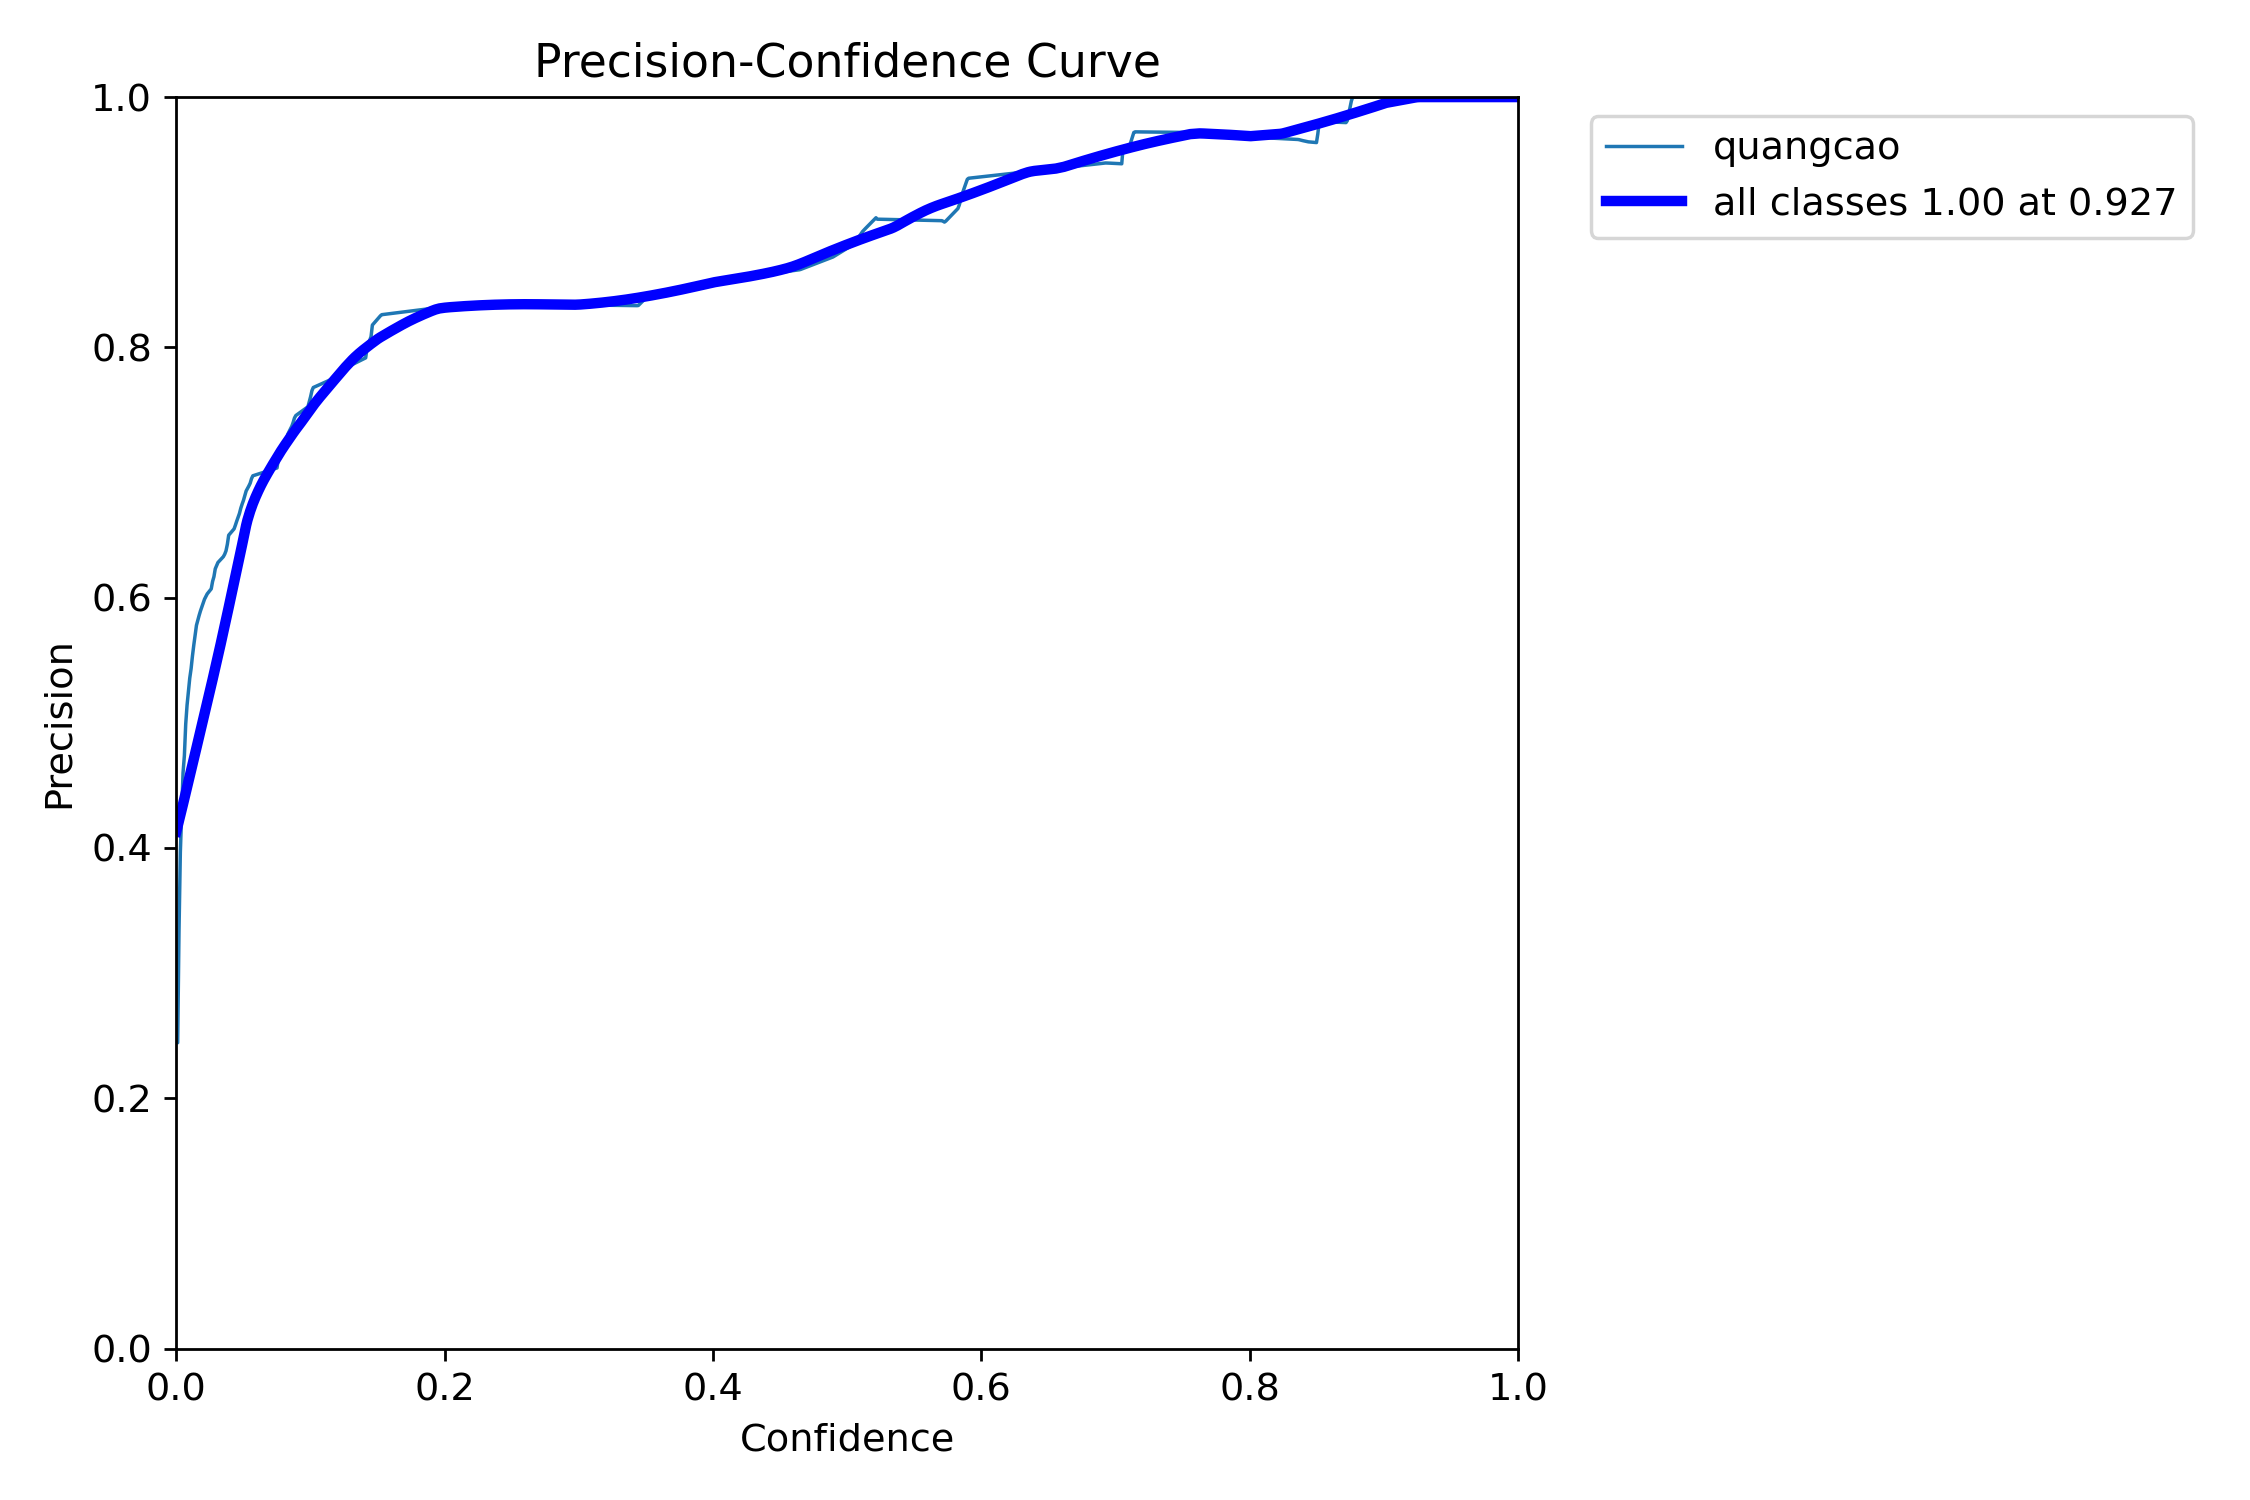 Precision-Confidence Curve
1.0
0.8
0.6
0.4
0.2
0.0
Precision
0.0 0.2 0.4 0.6 0.8 1.0
Confidence
quangcao
all classes 1.00 at 0.927